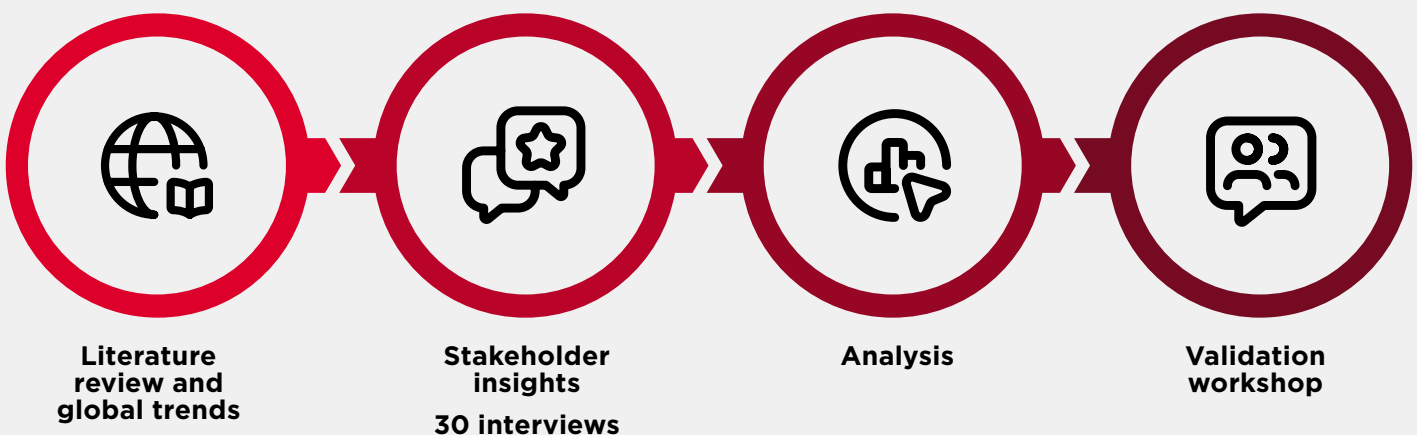 Literature
review and
global trends
Stakeholder
insights
30 interviews
Analysis
Validation
workshop